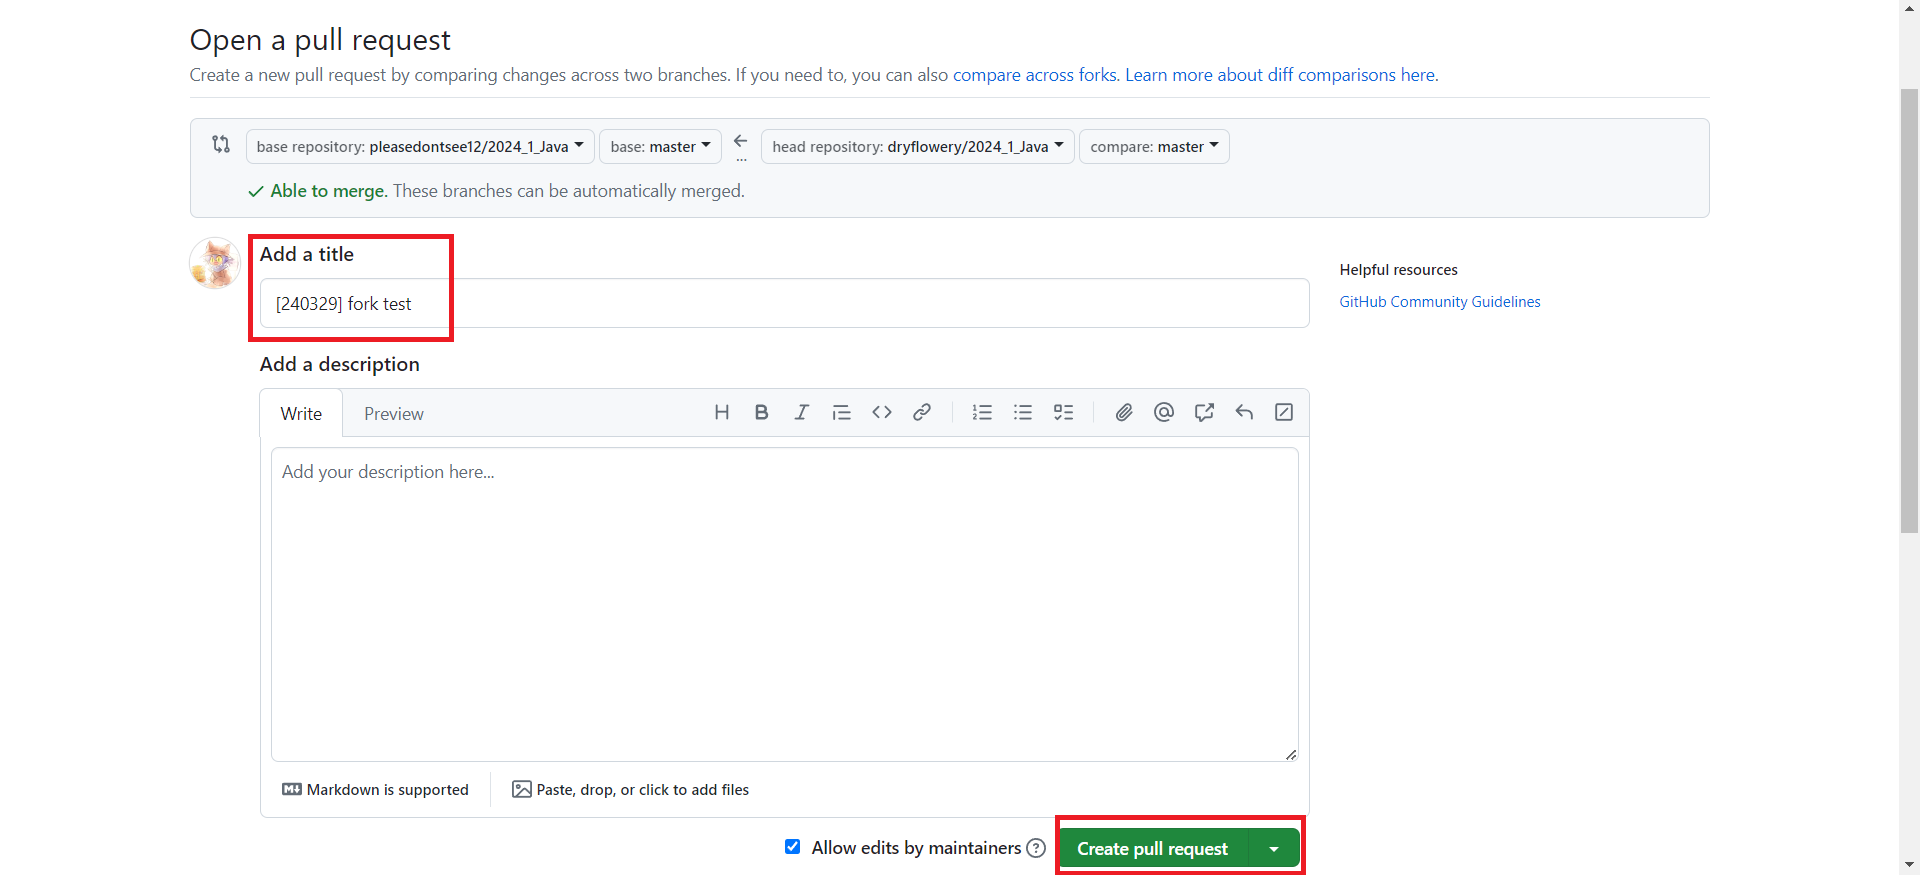 Open a pull request
Create a new pull request by comparing changes across two branches. If you need to, you can also compare across forks. Learn more about diff comparisons here.
base repository: pleasedontsee12/2024_1_Java base: master ... head repository: dryflowery/2024_1_Java compare: master
Able to merge. These branches can be automatically merged.
Add a title
[240329] fork test
Helpful resources
GitHub Community Guidelines
Add a description
Write Preview
Add your description here...
Markdown is supported Paste, drop, or click to add files
Allow edits by maintainers Create pull request